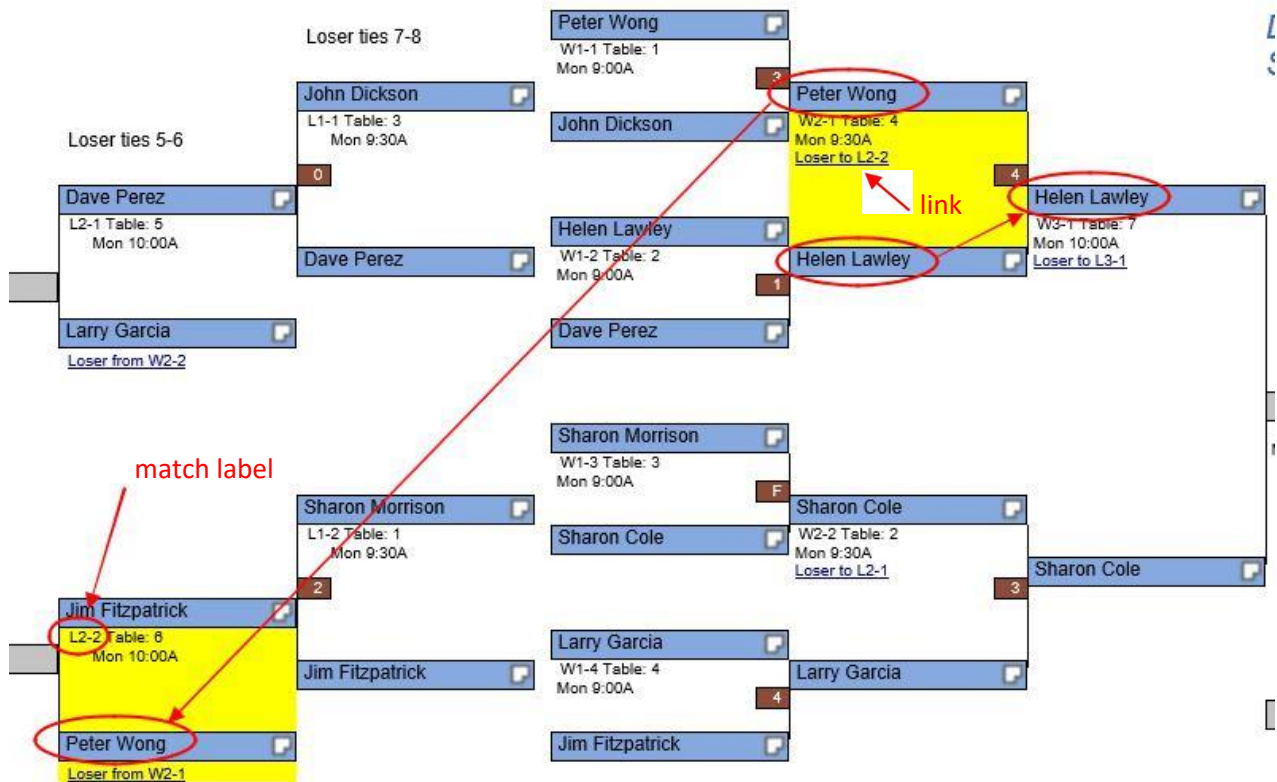 Loser ties 5-6
Dave Perez
L2-1 Table: 5
Mon 10:00A
Larry Garcia
Loser from W2-2
match label
Jim Fitzpatrick
L2-2 Table: 6
Mon 10:00A
Peter Wong
Loser from W2-1
Loser ties 7-8
John Dickson
L1-1 Table: 3
Mon 9:30A
0
Dave Perez
Sharon Morrison
L1-2 Table: 1
Mon 9:30A
2
Jim Fitzpatrick
Peter Wong
W1-1 Table: 1
Mon 9:00A
3
John Dickson
Helen Lawley
W1-2 Table: 2
Mon 9:00A
1
Dave Perez
Sharon Morrison
W1-3 Table: 3
Mon 9:00A
F
Sharon Cole
Larry Garcia
W1-4 Table: 4
Mon 9:00A
4
Jim Fitzpatrick
Peter Wong
W2-1 Table: 4
Mon 9:30A
Loser to L2-2
4
link
Helen Lawley
Sharon Cole
W2-2 Table: 2
Mon 9:30A
Loser to L2-1
3
Larry Garcia
Helen Lawley
W3-1 Table: 7
Mon 10:00A
Loser to L3-1
Sharon Cole